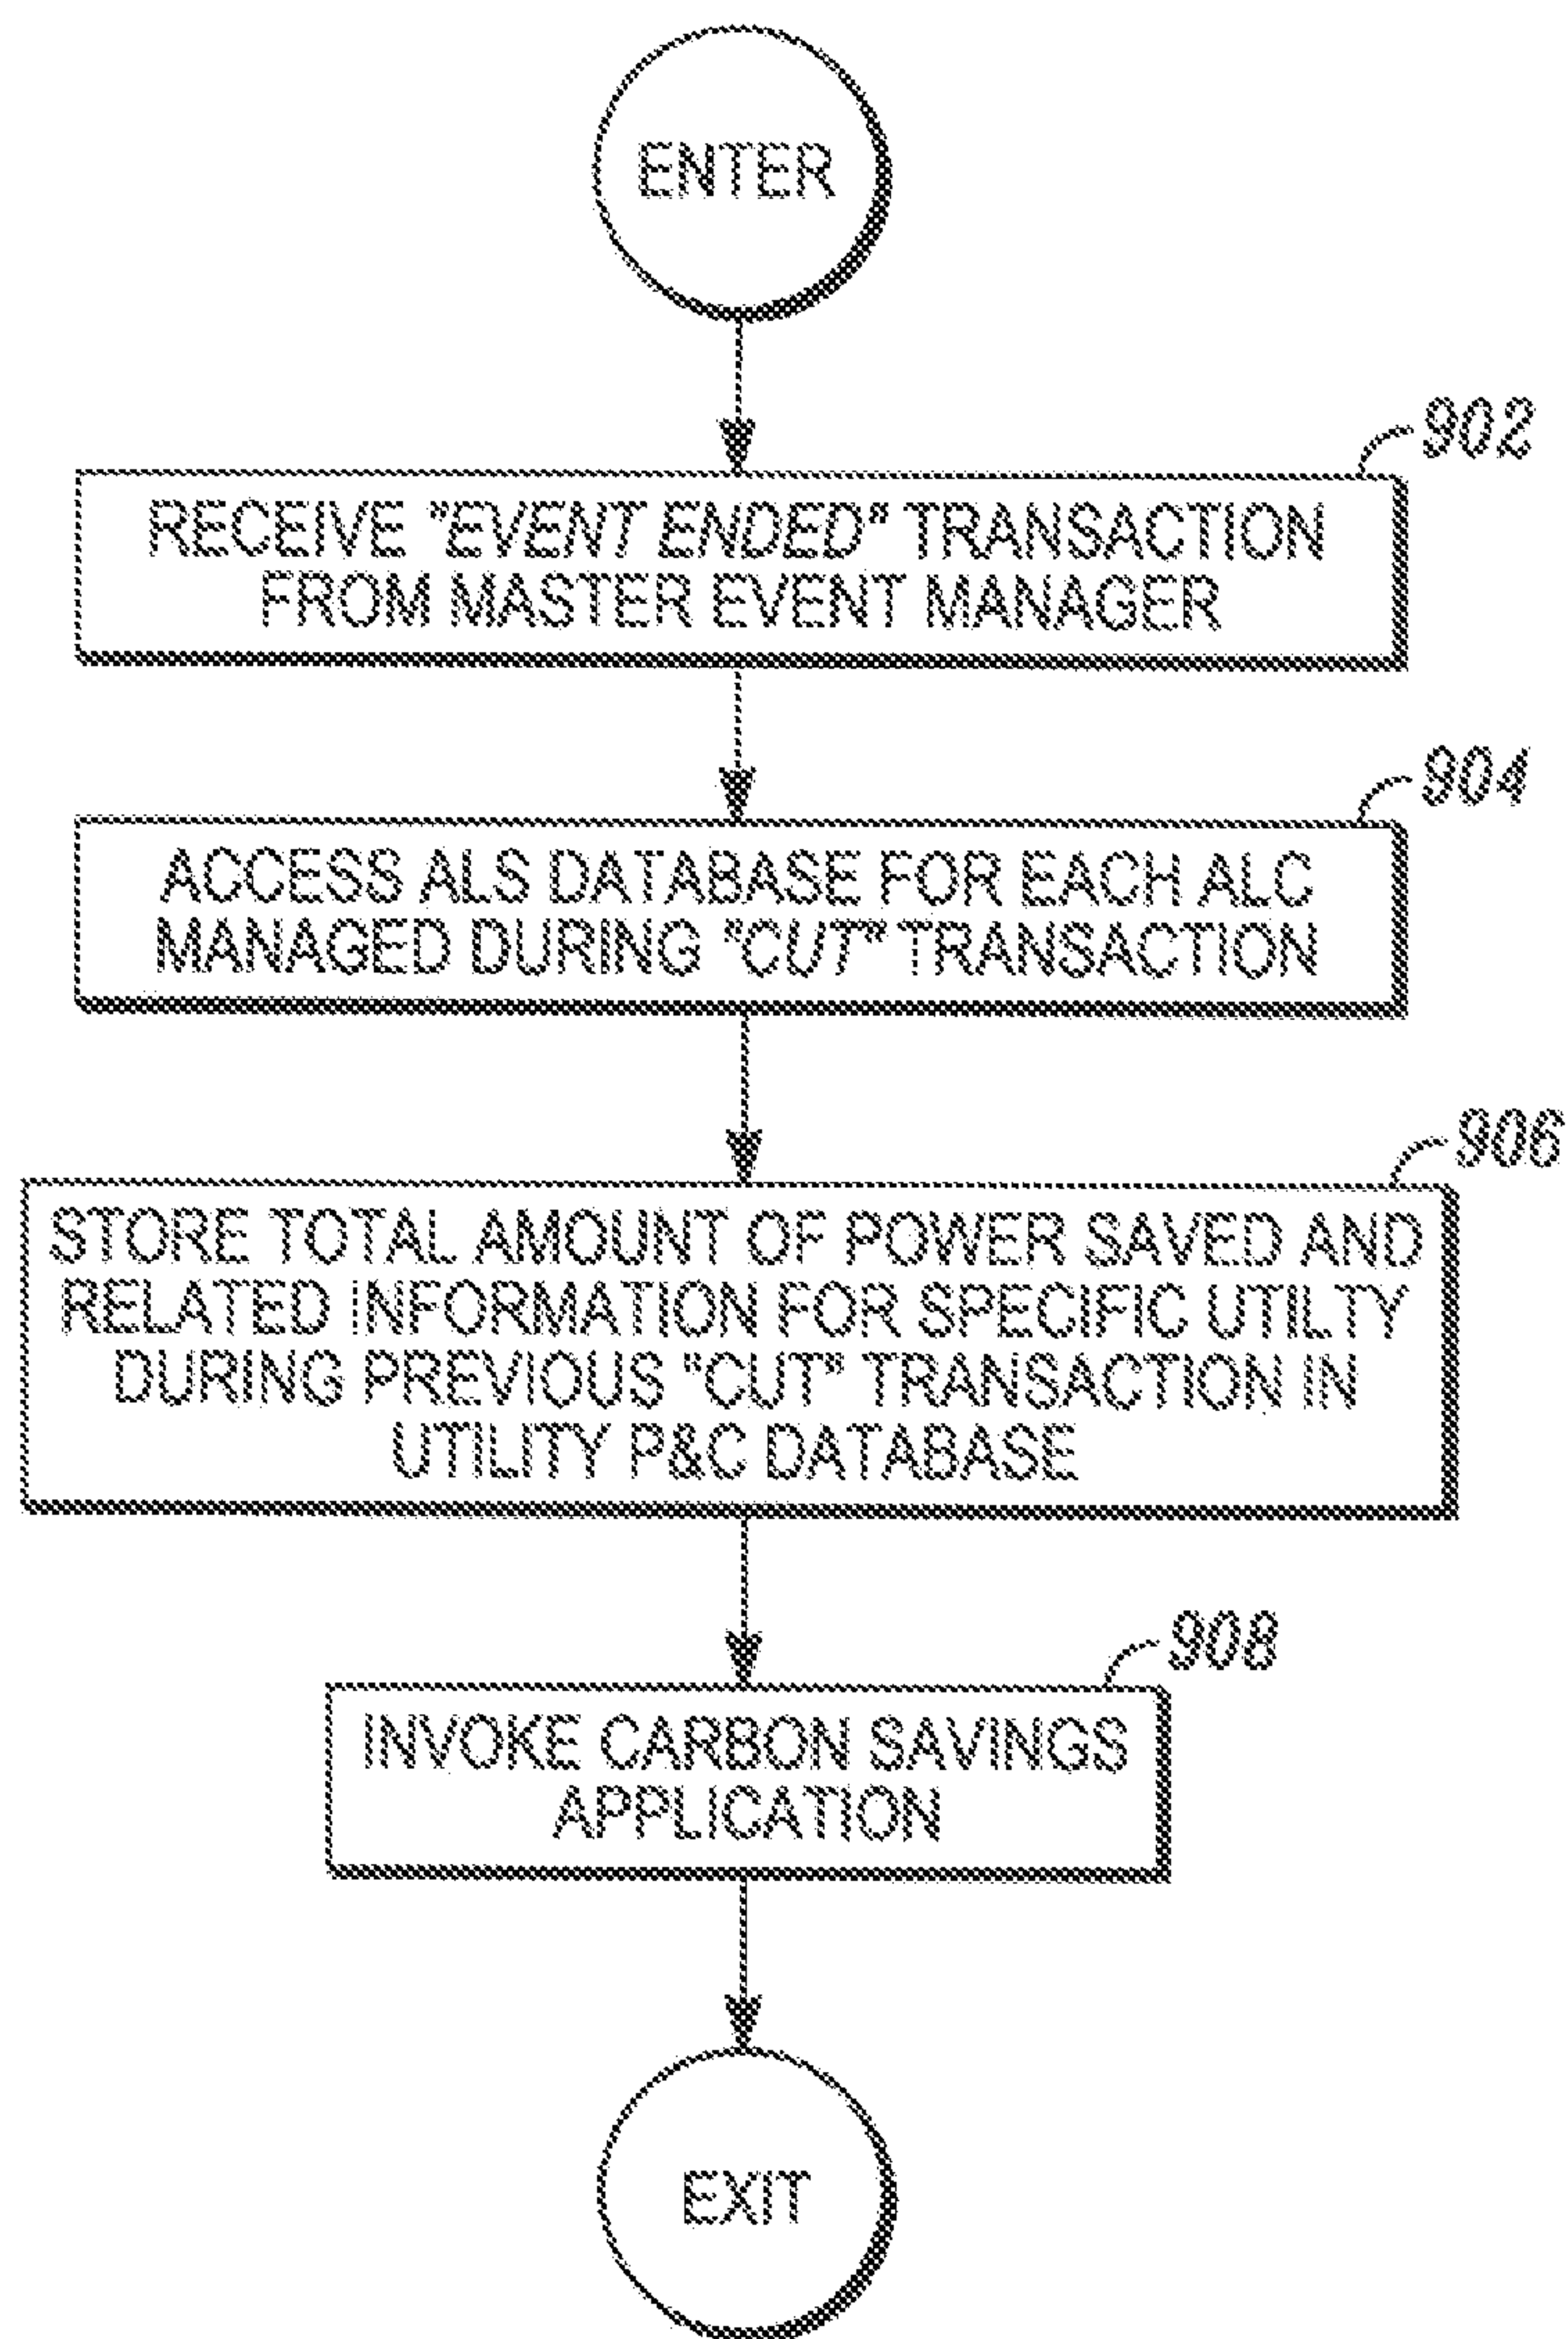 ENTER
902
RECEIVE "EVENT ENDED" TRANSACTION
FROM MASTER EVENT MANAGER
904
ACCESS ALS DATABASE FOR EACH ALC
MANAGED DURING "CUT" TRANSACTION
906
STORE TOTAL AMOUNT OF POWER SAVED AND
RELATED INFORMATION FOR SPECIFIC UTILTY
DURING PREVIOUS "CUT" TRANSACTION IN
UTILITY P&C DATABASE
908
INVOKE CARBON SAVINGS
APPLICATION
EXIT